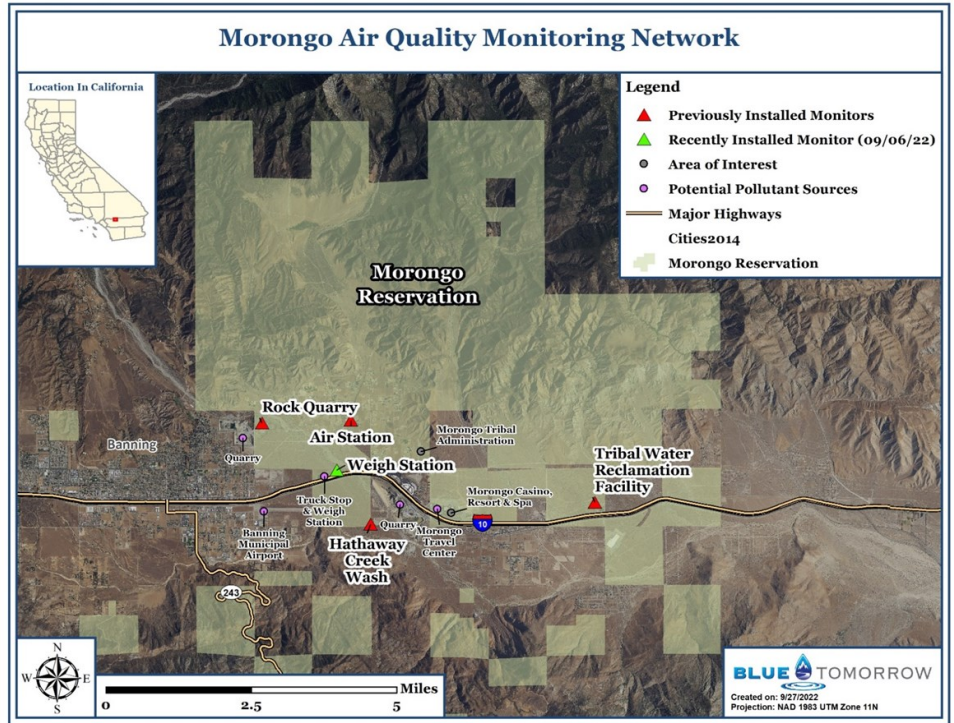 Morongo Air Quality Monitoring Network
Location In California
Legend
Previously Installed Monitors
Recently Installed Monitor (09/06/22)
Area of Interest
Potential Pollutant Sources
Major Highways
Cities2014
Morongo Reservation
Morongo
Reservation
Rock Quarry
Air Station
Banning
Quarry
Morongo Tribal
Administration
Weigh Station
Tribal Water
Reclamation
Facility
Truck Stop
& Weigh
Station
Morongo Casino,
Resort & Spa
Quarry
Morongo
Travel
Center
10
Banning
Municipal
Airport
Hathaway
Creek
Wash
243
N
W
E
S
Miles
0
2.5
5
BLUE TOMORROW
Created on: 9/27/2022
Projection: NAD 1983 UTM Zone 11N